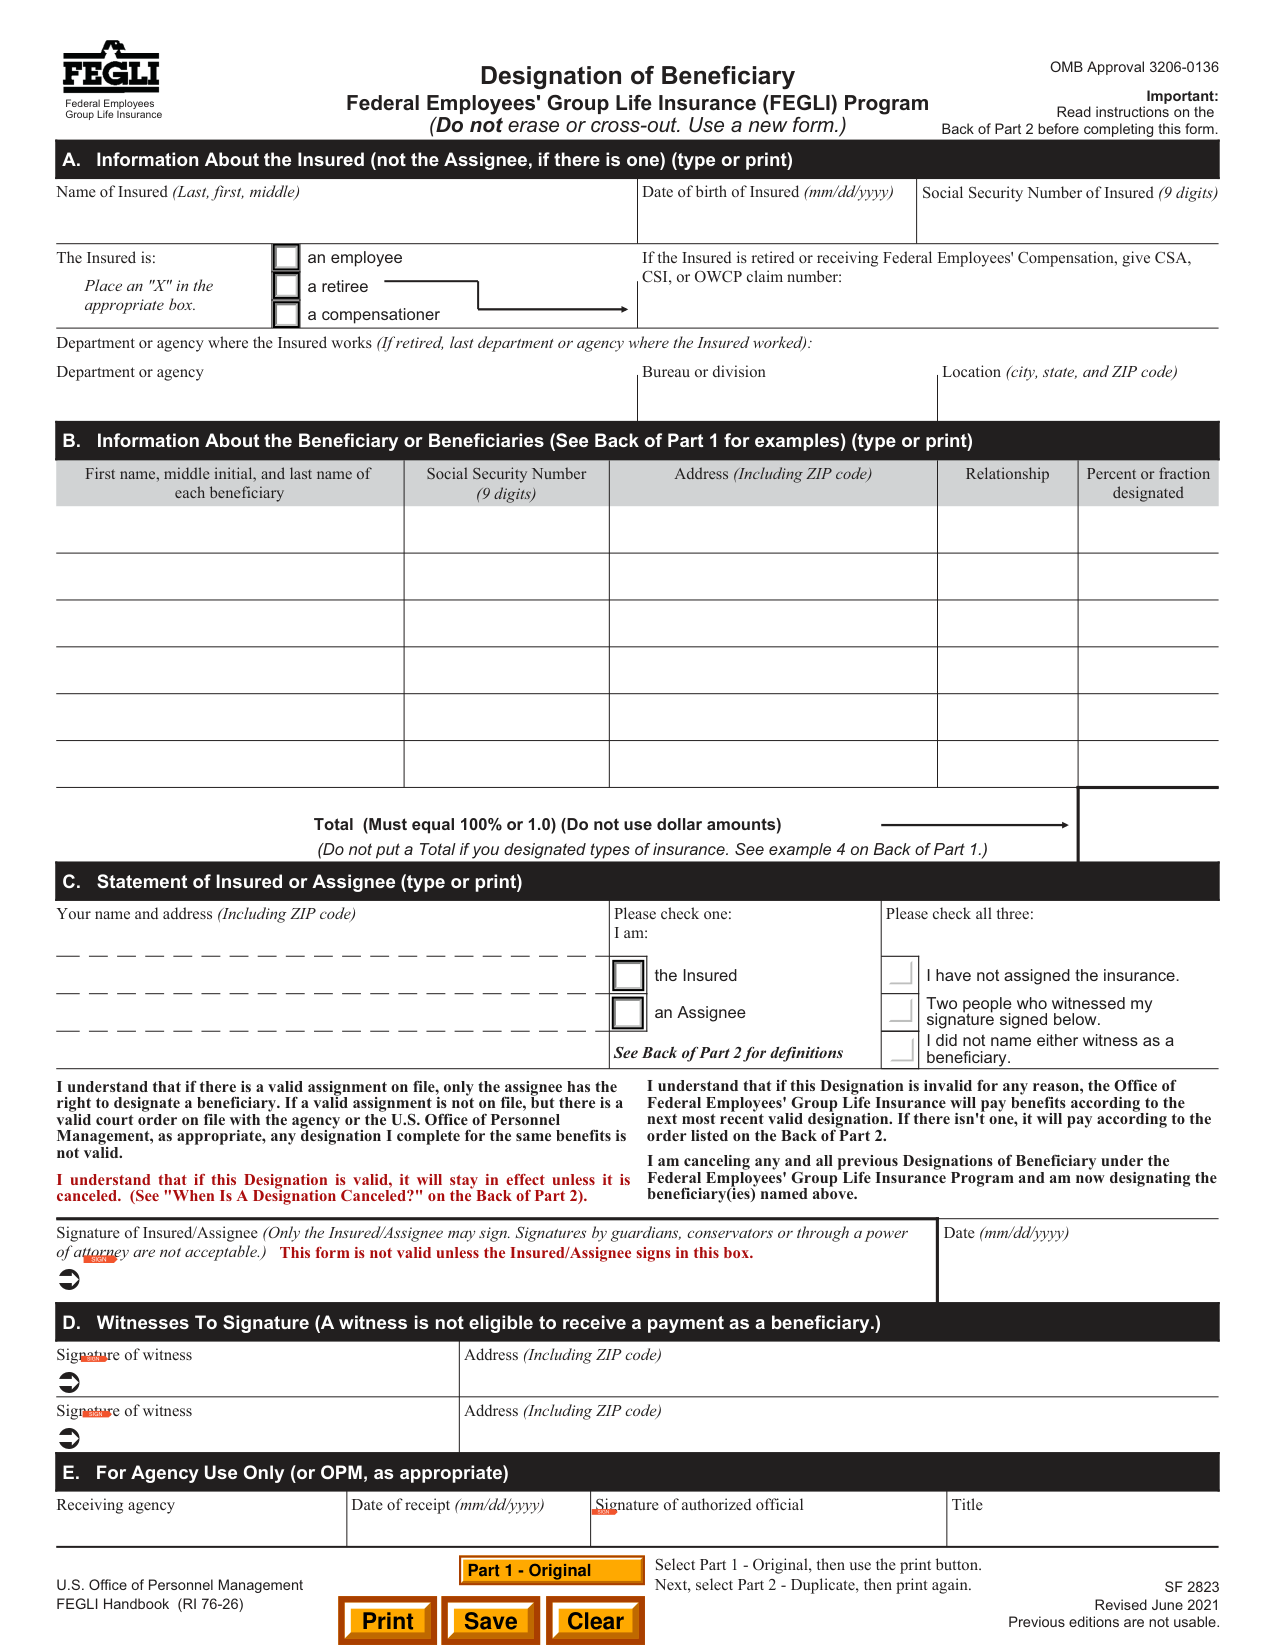 FEGLI
Federal Employees
Group Life Insurance
Designation of Beneficiary
Federal Employees' Group Life Insurance (FEGLI) Program
(Do not erase or cross-out. Use a new form.)
OMB Approval 3206-0136
Important:
Read instructions on the
Back of Part 2 before completing this form.
A. Information About the Insured (not the Assignee, if there is one) (type or print)
Name of Insured (Last, first, middle)
Date of birth of Insured (mm/dd/yyyy)
Social Security Number of Insured (9 digits)
The Insured is:
Place an "X" in the
appropriate box.
an employee
a retiree
a compensationer
If the Insured is retired or receiving Federal Employees' Compensation, give CSA,
CSI, or OWCP claim number:
Department or agency where the Insured works (If retired, last department or agency where the Insured worked):
Department or agency
Bureau or division
Location (city, state, and ZIP code)
B. Information About the Beneficiary or Beneficiaries (See Back of Part 1 for examples) (type or print)
First name, middle initial, and last name of
each beneficiary
Social Security Number
(9 digits)
Address (Including ZIP code)
Relationship
Percent or fraction
designated
Total (Must equal 100% or 1.0) (Do not use dollar amounts)
(Do not put a Total if you designated types of insurance. See example 4 on Back of Part 1.)
C. Statement of Insured or Assignee (type or print)
Your name and address (Including ZIP code)
Please check one:
I am:
the Insured
an Assignee
See Back of Part 2 for definitions
Please check all three:
I have not assigned the insurance.
Two people who witnessed my
signature signed below.
I did not name either witness as a
beneficiary.
I understand that if there is a valid assignment on file, only the assignee has the
right to designate a beneficiary. If a valid assignment is not on file, but there is a
valid court order on file with the agency or the U.S. Office of Personnel
Management, as appropriate, any designation I complete for the same benefits is
not valid.
I understand that if this Designation is valid, it will stay in effect unless it is
canceled. (See "When Is A Designation Canceled?" on the Back of Part 2).
I understand that if this Designation is invalid for any reason, the Office of
Federal Employees' Group Life Insurance will pay benefits according to the
next most recent valid designation. If there isn't one, it will pay according to the
order listed on the Back of Part 2.
I am canceling any and all previous Designations of Beneficiary under the
Federal Employees' Group Life Insurance Program and am now designating the
beneficiary(ies) named above.
Signature of Insured/Assignee (Only the Insured/Assignee may sign. Signatures by guardians, conservators or through a power
of attorney are not acceptable.) This form is not valid unless the Insured/Assignee signs in this box.
SIGN
Date (mm/dd/yyyy)
D. Witnesses To Signature (A witness is not eligible to receive a payment as a beneficiary.)
Signature of witness
SIGN
Address (Including ZIP code)
Signature of witness
SIGN
Address (Including ZIP code)
E. For Agency Use Only (or OPM, as appropriate)
Receiving agency
Date of receipt (mm/dd/yyyy)
Signature of authorized official
SIGN
Title
Part 1 - Original
Select Part 1 - Original, then use the print button.
Next, select Part 2 - Duplicate, then print again.
U.S. Office of Personnel Management
FEGLI Handbook (RI 76-26)
Print
Save
Clear
SF 2823
Revised June 2021
Previous editions are not usable.